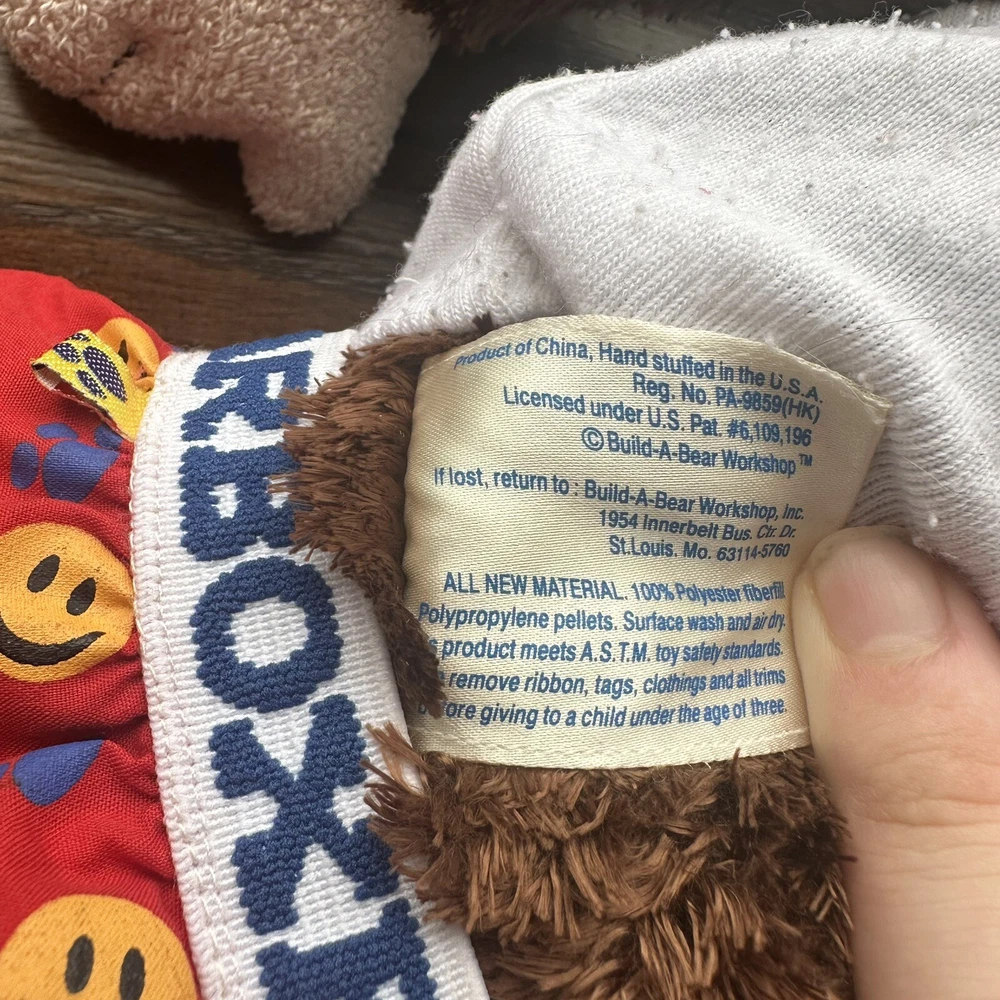 Product of China, Hand stuffed in the U.S.A.
Reg. No. PA-9859(HK)
Licensed under U.S. Pat. #6,109,196
©Build-A-Bear Workshop™
If lost, return to : Build-A-Bear Workshop, Inc.
1954 Innerbelt Bus. Ctr. Dr.
St.Louis. Mo. 63114-5760
ALL NEW MATERIAL. 100% Polyester fiberfill
Polypropylene pellets. Surface wash and air dry.
product meets A.S.T.M. toy safety standards.
remove ribbon, tags, clothings and all trims
before giving to a child under the age of three.
RBOX